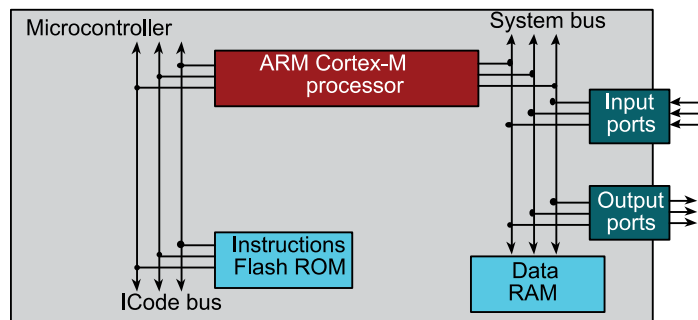 Microcontroller
System bus
ARM Cortex-M
processor
Input
ports
Output
ports
Instructions
Flash ROM
Data
RAM
ICode bus